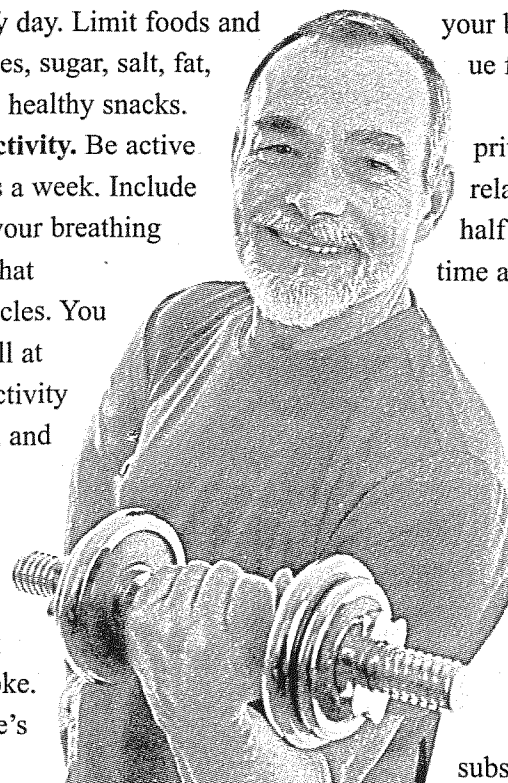 y day. Limit foods and
es, sugar, salt, fat,
healthy snacks.
ctivity. Be active
s a week. Include
your breathing
hat
cles. You
ll at
ctivity
and
oke.
e’s
your b
ue
pri
rela
half
time a
subs